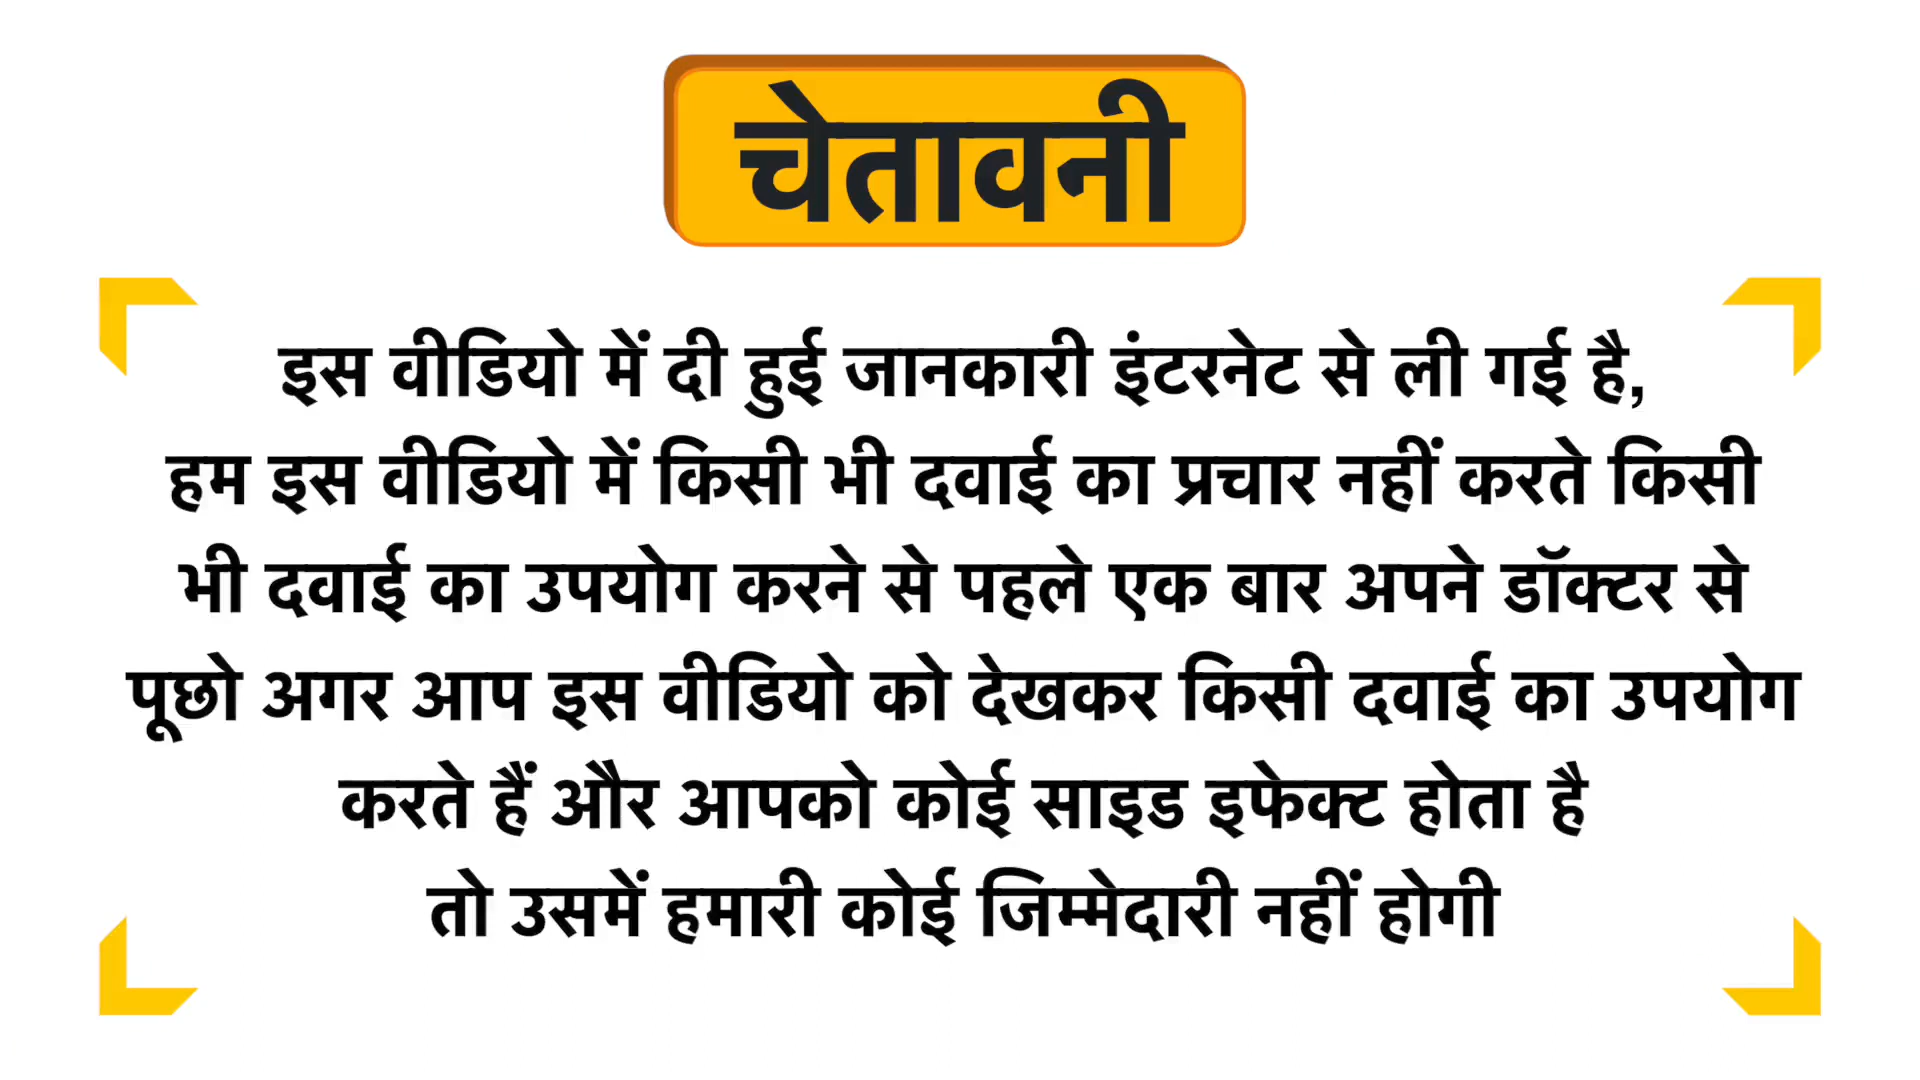 चेतावनी
इस वीडियो में दी हुई जानकारी इंटरनेट से ली गई है,
हम इस वीडियो में किसी भी दवाई का प्रचार नहीं करते किसी
भी दवाई का उपयोग करने से पहले एक बार अपने डॉक्टर से
पूछो अगर आप इस वीडियो को देखकर किसी दवाई का उपयोग
करते हैं और आपको कोई साइड इफेक्ट होता है
तो उसमें हमारी कोई जिम्मेदारी नहीं होगी